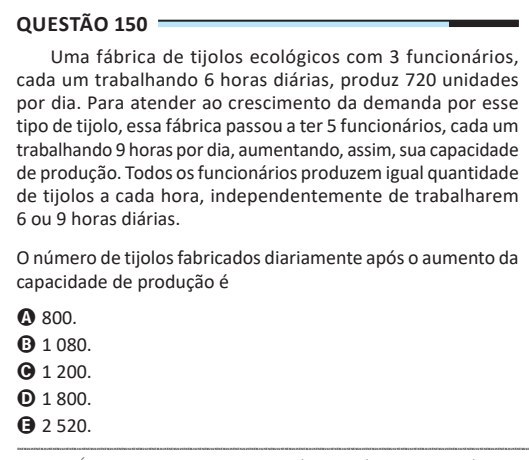 QUESTÃO 150
Uma fábrica de tijolos ecológicos com 3 funcionários,
cada um trabalhando 6 horas diárias, produz 720 unidades
por dia. Para atender ao crescimento da demanda por esse
tipo de tijolo, essa fábrica passou a ter 5 funcionários, cada um
trabalhando 9 horas por dia, aumentando, assim, sua capacidade
de produção. Todos os funcionários produzem igual quantidade
de tijolos a cada hora, independentemente de trabalharem
6 ou 9 horas diárias.
O número de tijolos fabricados diariamente após o aumento da
capacidade de produção é
A 800.
B 1 080.
C 1 200.
D 1 800.
E 2 520.